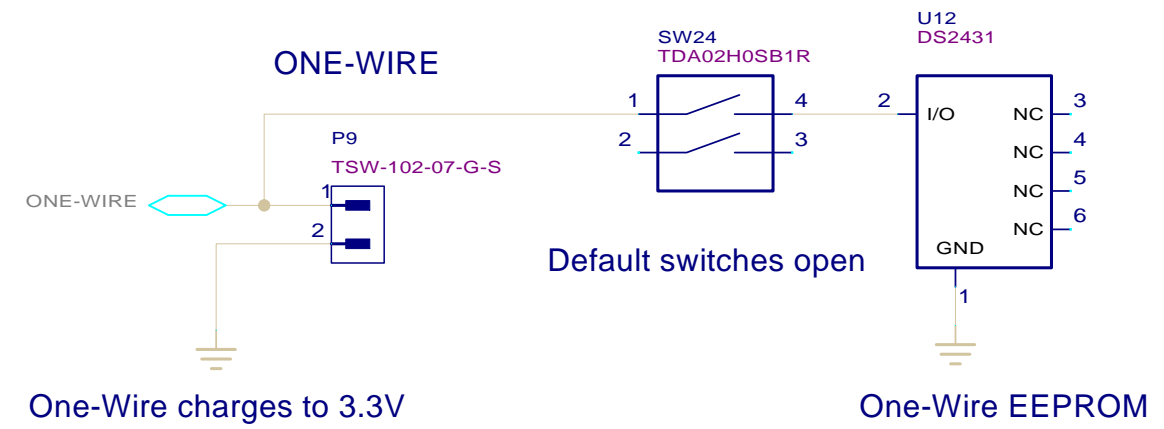 U12
DS2431
SW24
TDA02H0SB1R
ONE-WIRE
1
4
2
I/O
NC
3
2
3
NC
4
P9
TSW-102-07-G-S
NC
5
1
ONE-WIRE
NC
6
2
GND
Default switches open
1
One-Wire charges to 3.3V
One-Wire EEPROM